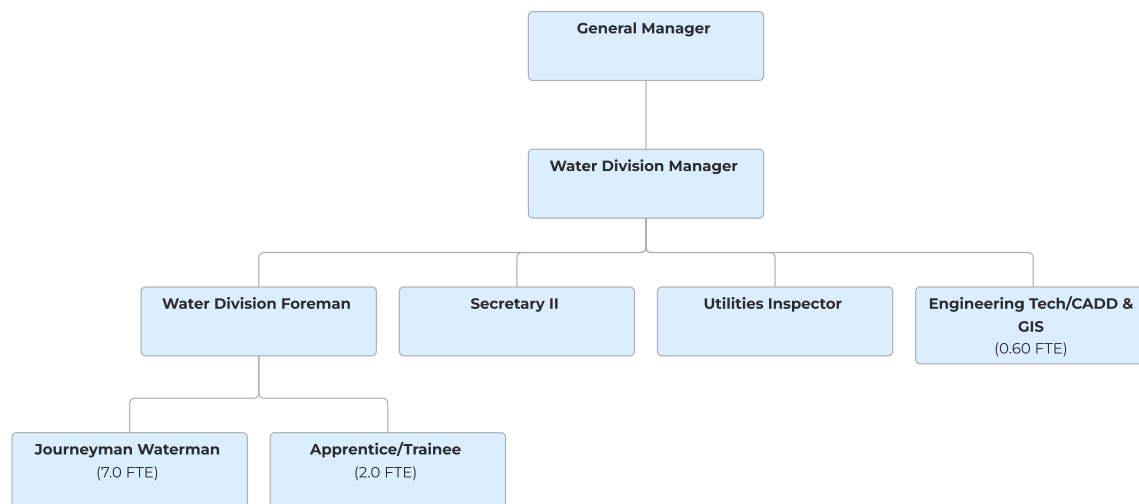 General Manager
Water Division Manager
Water Division Foreman
Secretary II
Utilities Inspector
Engineering Tech/CADD &
GIS
(0.60 FTE)
Journeyman Waterman
(7.0 FTE)
Apprentice/Trainee
(2.0 FTE)